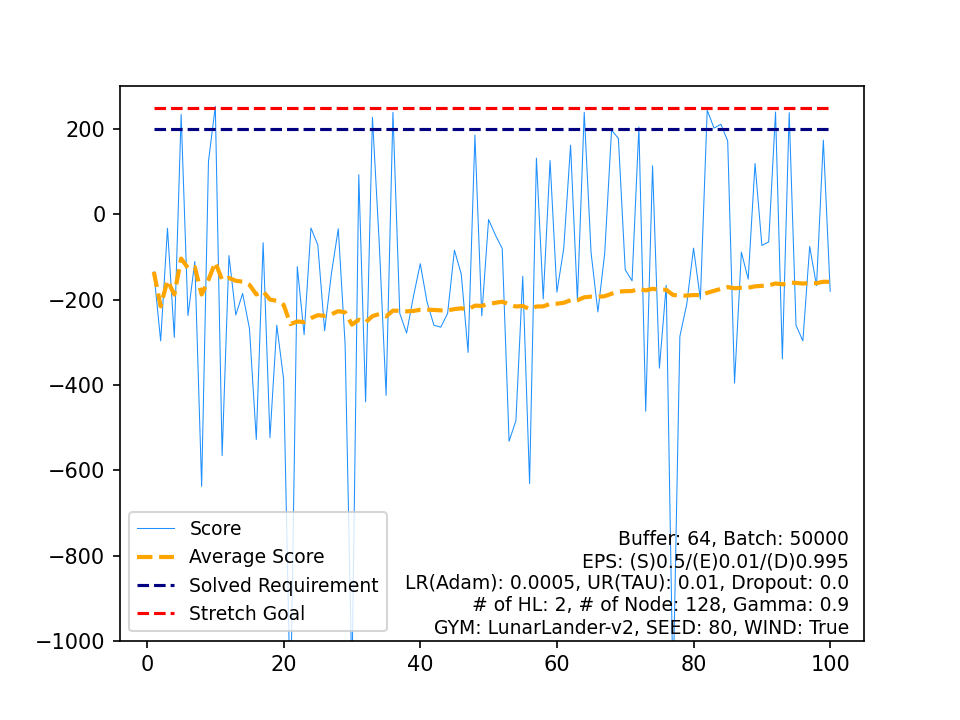 200
0
−200
−400
−600
−800
−1000
Score
Average Score
Solved Requirement
Stretch Goal
Buffer: 64, Batch: 50000
EPS: (S)0.5/(E)0.01/(D)0.995
LR(Adam): 0.0005, UR(TAU): 0.01, Dropout: 0.0
# of HL: 2, # of Node: 128, Gamma: 0.9
GYM: LunarLander-v2, SEED: 80, WIND: True
0 20 40 60 80 100